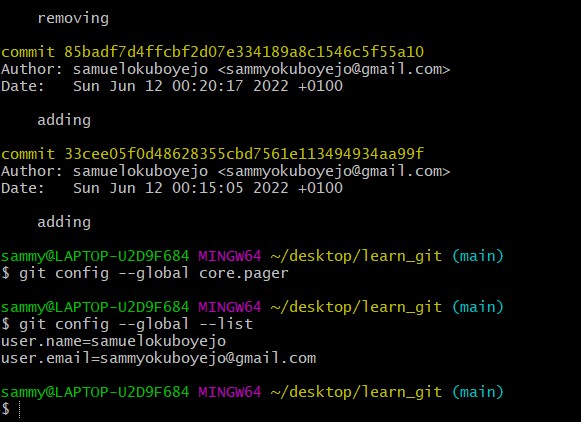 removing
commit 85badf7d4ffcbf2d07e334189a8c1546c5f55a10
Author: samuelokuboyejo <sammyokuboyejo@gmail.com>
Date:   Sun Jun 12 00:20:17 2022 +0100
adding
commit 33cee05f0d48628355cbd7561e113494934aa99f
Author: samuelokuboyejo <sammyokuboyejo@gmail.com>
Date:   Sun Jun 12 00:15:05 2022 +0100
adding
sammy@LAPTOP-U2D9F684 MINGW64 ~/desktop/learn_git (main)
$ git config --global core.pager
sammy@LAPTOP-U2D9F684 MINGW64 ~/desktop/learn_git (main)
$ git config --global --list
user.name=samuelokuboyejo
user.email=sammyokuboyejo@gmail.com
sammy@LAPTOP-U2D9F684 MINGW64 ~/desktop/learn_git (main)
$